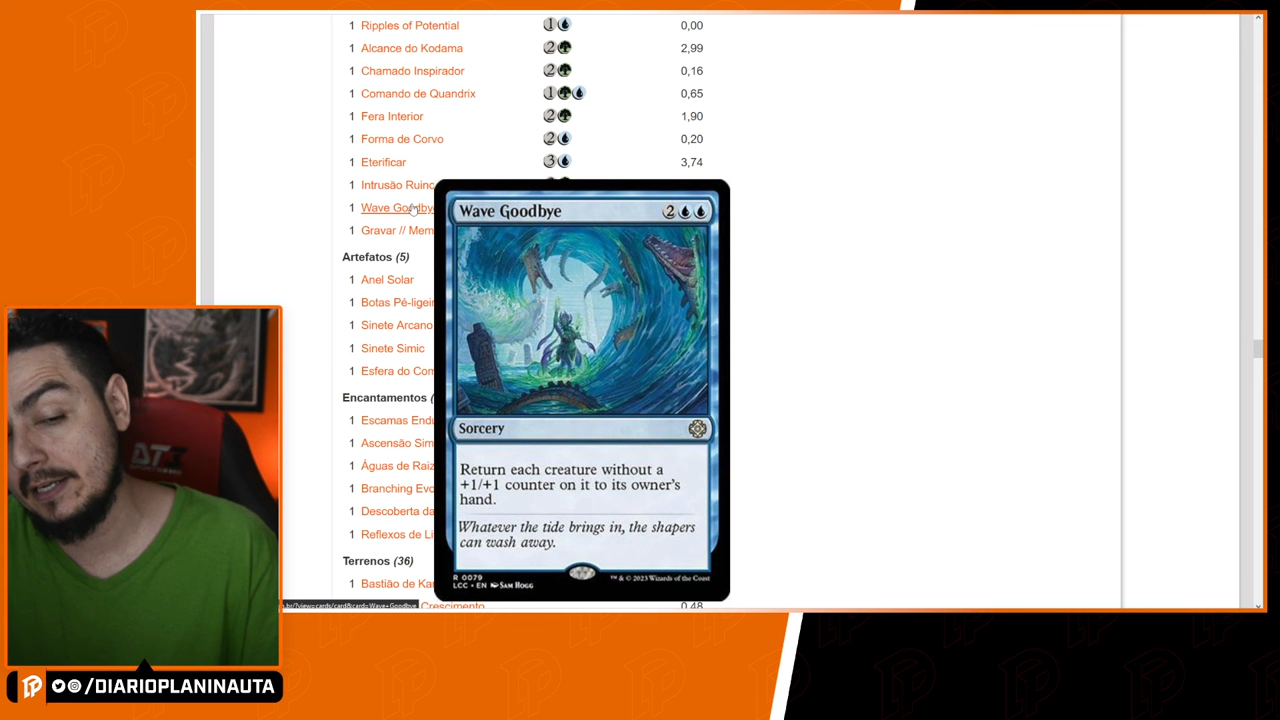 1 Ripples of Potential 1 0,00
1 Alcance do Kodama 2 2,99
1 Chamado Inspirador 2 0,16
1 Comando de Quandrix 1 0,65
1 Fera Interior 2 1,90
1 Forma de Corvo 2 0,20
1 Eterificar 3 3,74
1 Intrusão Ruino
1 Wave Goodbye
1 Gravar // Mem
Artefatos (5)
1 Anel Solar
1 Botas Pé-ligei
1 Sinete Arcano
1 Sinete Simic
1 Esfera do Com
Encantamentos (
1 Escamas Endu
1 Ascensão Sim
1 Águas de Raiz
1 Branching Evo
1 Descoberta da
1 Reflexos de Li
Terrenos (36)
1 Bastião de Ka
Crescimento 0,48
Wave Goodbye 2
Sorcery
Return each creature without a
+1/+1 counter on it to its owner's
hand.
Whatever the tide brings in, the shapers
can wash away.
R 0079
LCC • EN SAM HOGG
™ & © 2023 Wizards of the Coast
/DIARIOPLANINAUTA